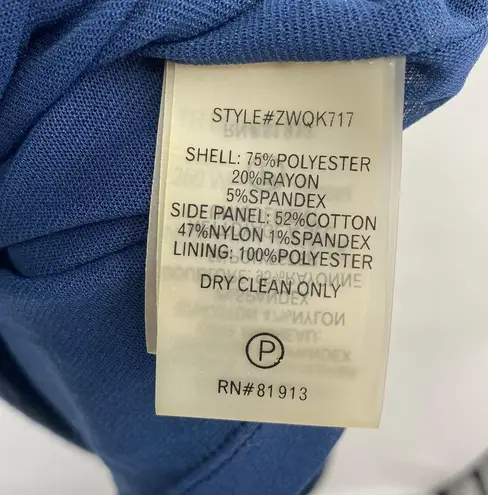 STYLE#ZWQK717
SHELL: 75%POLYESTER
20%RAYON
5%SPANDEX
SIDE PANEL: 52%COTTON
47%NYLON 1%SPANDEX
LINING: 100%POLYESTER
DRY CLEAN ONLY
P
RN#81913